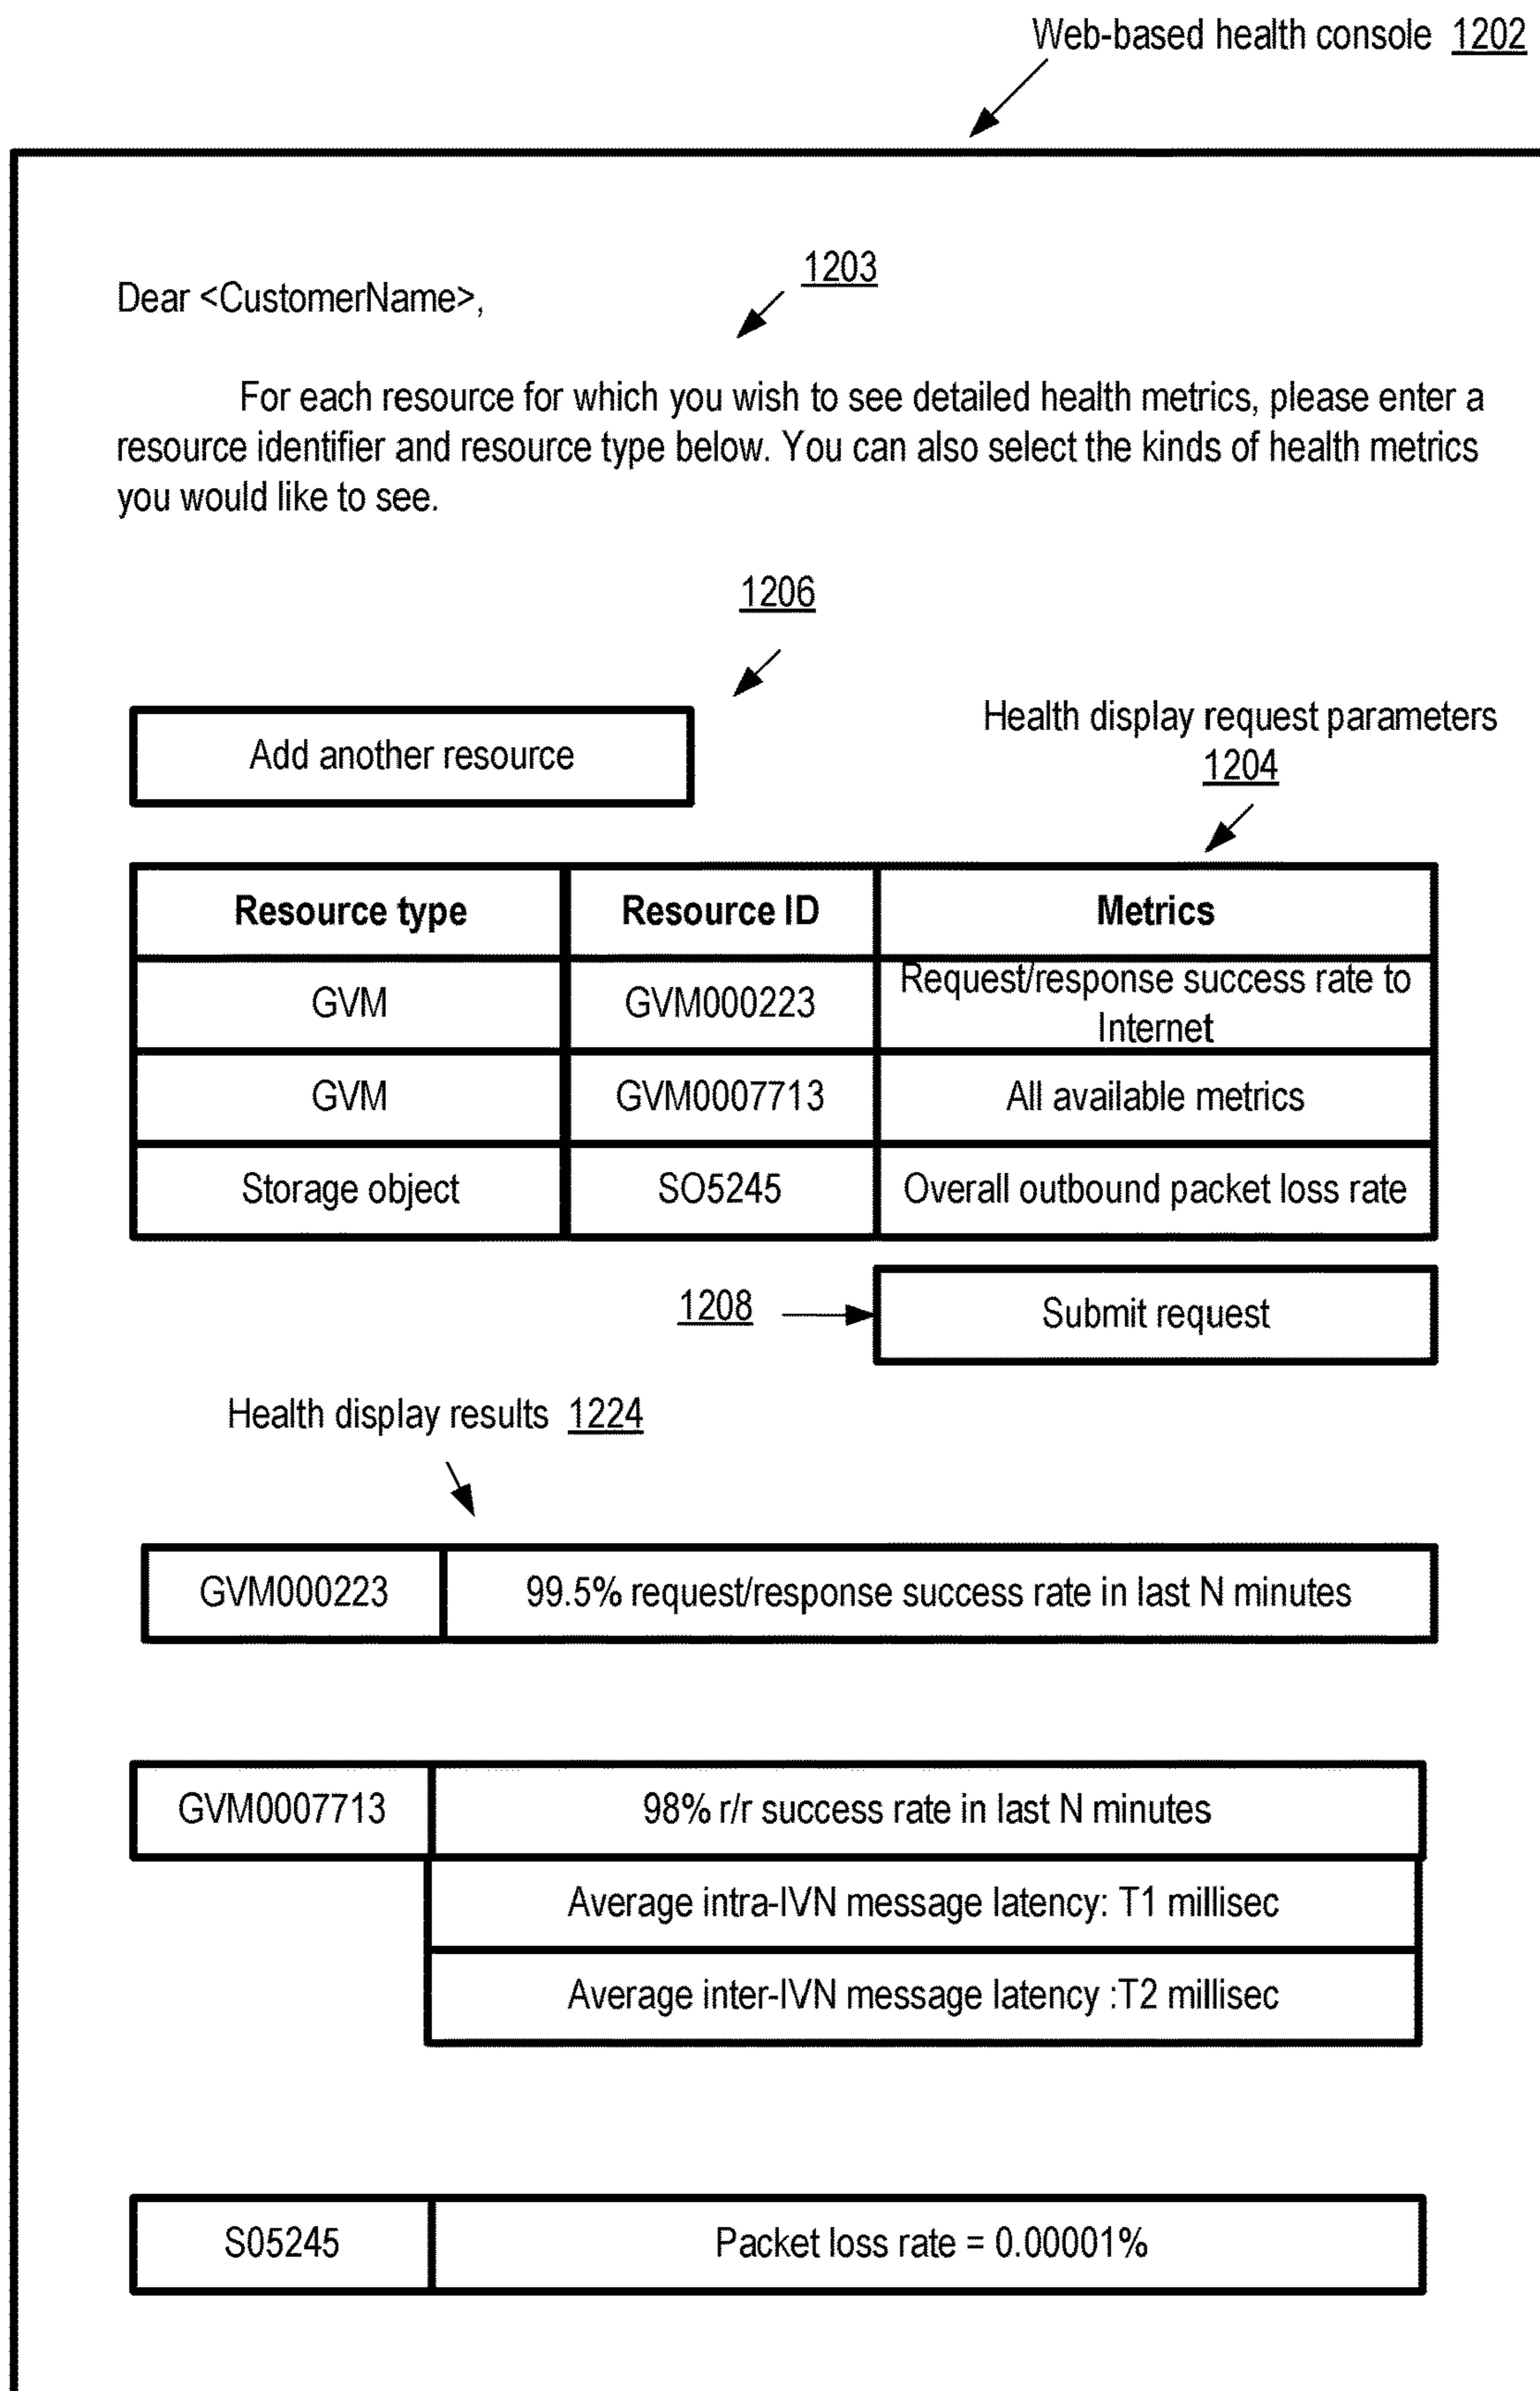 Web-based health console 1202
1203
Dear <CustomerName>,
For each resource for which you wish to see detailed health metrics, please enter a
resource identifier and resource type below. You can also select the kinds of health metrics
you would like to see.
1206
Add another resource
Health display request parameters
1204
Resource type Resource ID Metrics
GVM GVM000223 Request/response success rate to
Internet
GVM GVM0007713 All available metrics
Storage object SO5245 Overall outbound packet loss rate
1208 Submit request
Health display results 1224
GVM000223 99.5% request/response success rate in last N minutes
GVM0007713 98% r/r success rate in last N minutes
Average intra-IVN message latency: T1 millisec
Average inter-IVN message latency :T2 millisec
S05245 Packet loss rate = 0.00001%